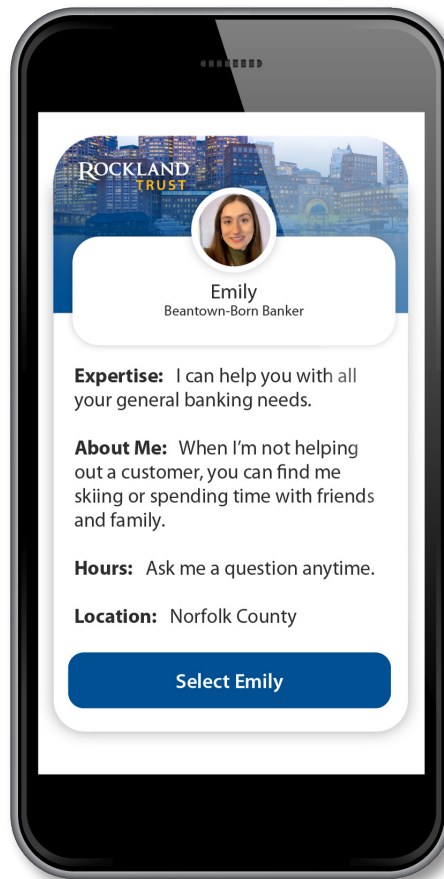 ROCKLAND
TRUST
Emily
Beantown-Born Banker
Expertise: I can help you with all
your general banking needs.
About Me: When I'm not helping
out a customer, you can find me
skiing or spending time with friends
and family.
Hours: Ask me a question anytime.
Location: Norfolk County
Select Emily